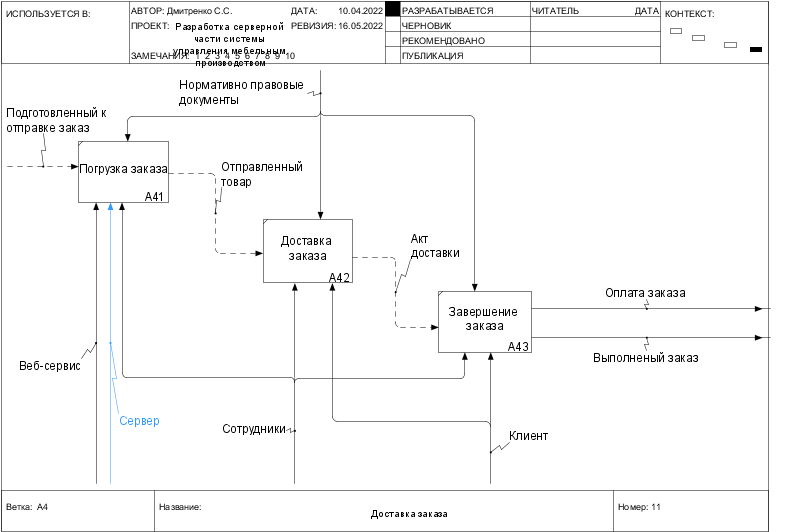 ИСПОЛЬЗУЕТСЯ В:
АВТОР: Дмитренко С.С.
ДАТА: 10.04.2022
ПРОЕКТ: Разработка серверной
части системы
управления мебельным
производством
РЕВИЗИЯ: 16.05.2022
ЗАМЕЧАНИЯ: 1 2 3 4 5 6 7 8 9 10
РАЗРАБАТЫВАЕТСЯ
ЧЕРНОВИК
РЕКОМЕНДОВАНО
ПУБЛИКАЦИЯ
ЧИТАТЕЛЬ
ДАТА
КОНТЕКСТ:
Нормативно правовые
документы
Подготовленный к
отправке заказ
Погрузка заказа
A41
Отправленный
товар
Доставка
заказа
A42
Акт
доставки
Завершение
заказа
A43
Оплата заказа
Выполненый заказ
Веб-сервис
Сервер
Сотрудники
Клиент
Ветка: A4
Название:
Доставка заказа
Номер: 11